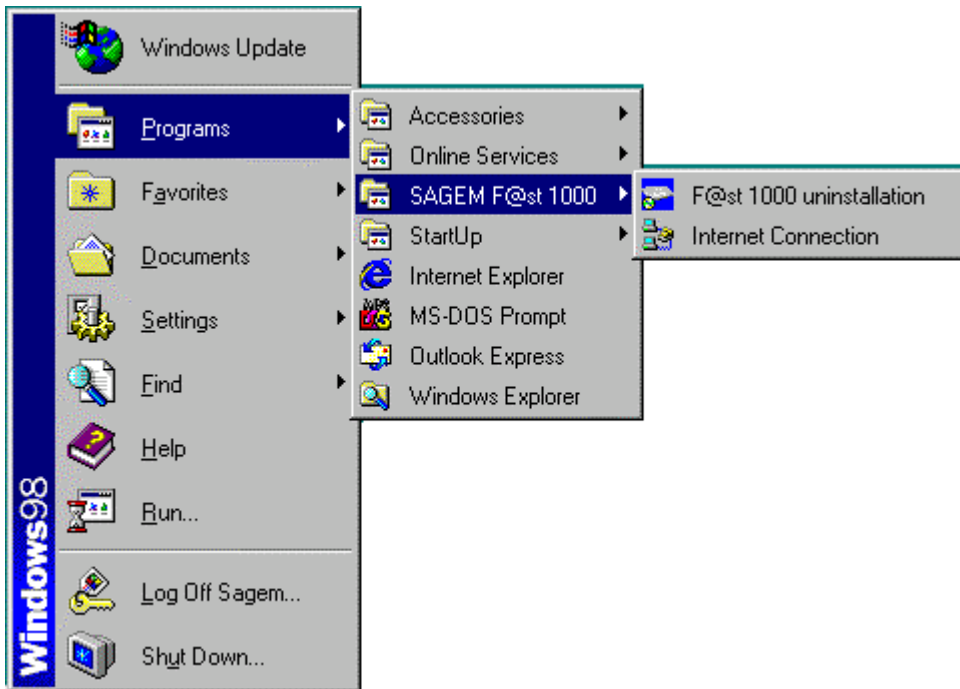 Windows Update
Programs
Favorites
Documents
Settings
Find
Help
Run...
Log Off Sagem...
Shut Down...
Windows98
Accessories
Online Services
SAGEM F@st 1000
StartUp
Internet Explorer
MS-DOS Prompt
Outlook Express
Windows Explorer
F@st 1000 uninstallation
Internet Connection